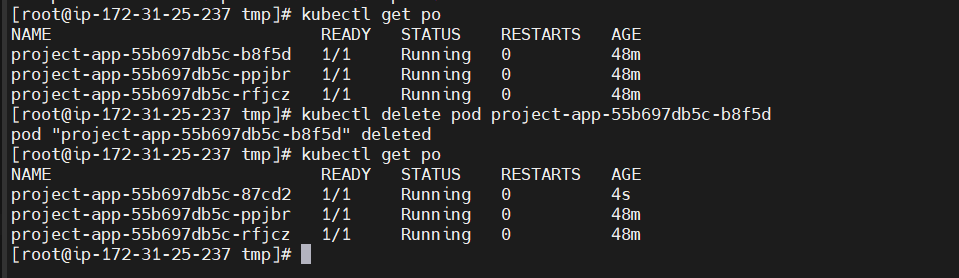 [root@ip-172-31-25-237 tmp]# kubectl get po
NAME READY STATUS RESTARTS AGE
project-app-55b697db5c-b8f5d 1/1 Running 0 48m
project-app-55b697db5c-ppjbr 1/1 Running 0 48m
project-app-55b697db5c-rfjcz 1/1 Running 0 48m
[root@ip-172-31-25-237 tmp]# kubectl delete pod project-app-55b697db5c-b8f5d
pod "project-app-55b697db5c-b8f5d" deleted
[root@ip-172-31-25-237 tmp]# kubectl get po
NAME READY STATUS RESTARTS AGE
project-app-55b697db5c-87cd2 1/1 Running 0 4s
project-app-55b697db5c-ppjbr 1/1 Running 0 48m
project-app-55b697db5c-rfjcz 1/1 Running 0 48m
[root@ip-172-31-25-237 tmp]#